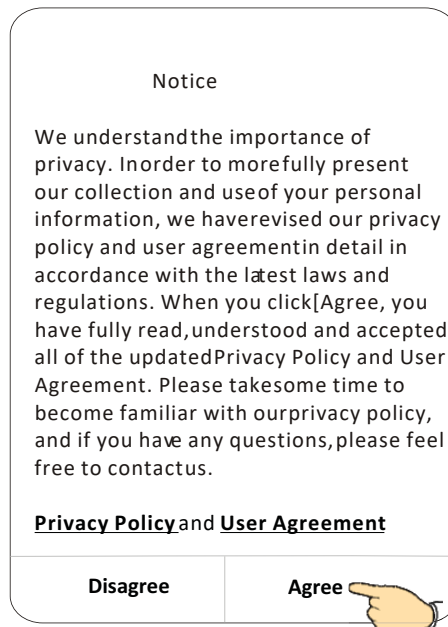 Notice
We understand the importance of
privacy. Inorder to morefully present
our collection and useof your personal
information, we haverevised our privacy
policy and user agreementin detail in
accordance with the latest laws and
regulations. When you click[Agree, you
have fully read,understood and accepted
all of the updatedPrivacy Policy and User
Agreement. Please takesome time to
become familiar with ourprivacy policy,
and if you have any questions,please feel
free to contactus.
Privacy Policy and User Agreement
Disagree Agree